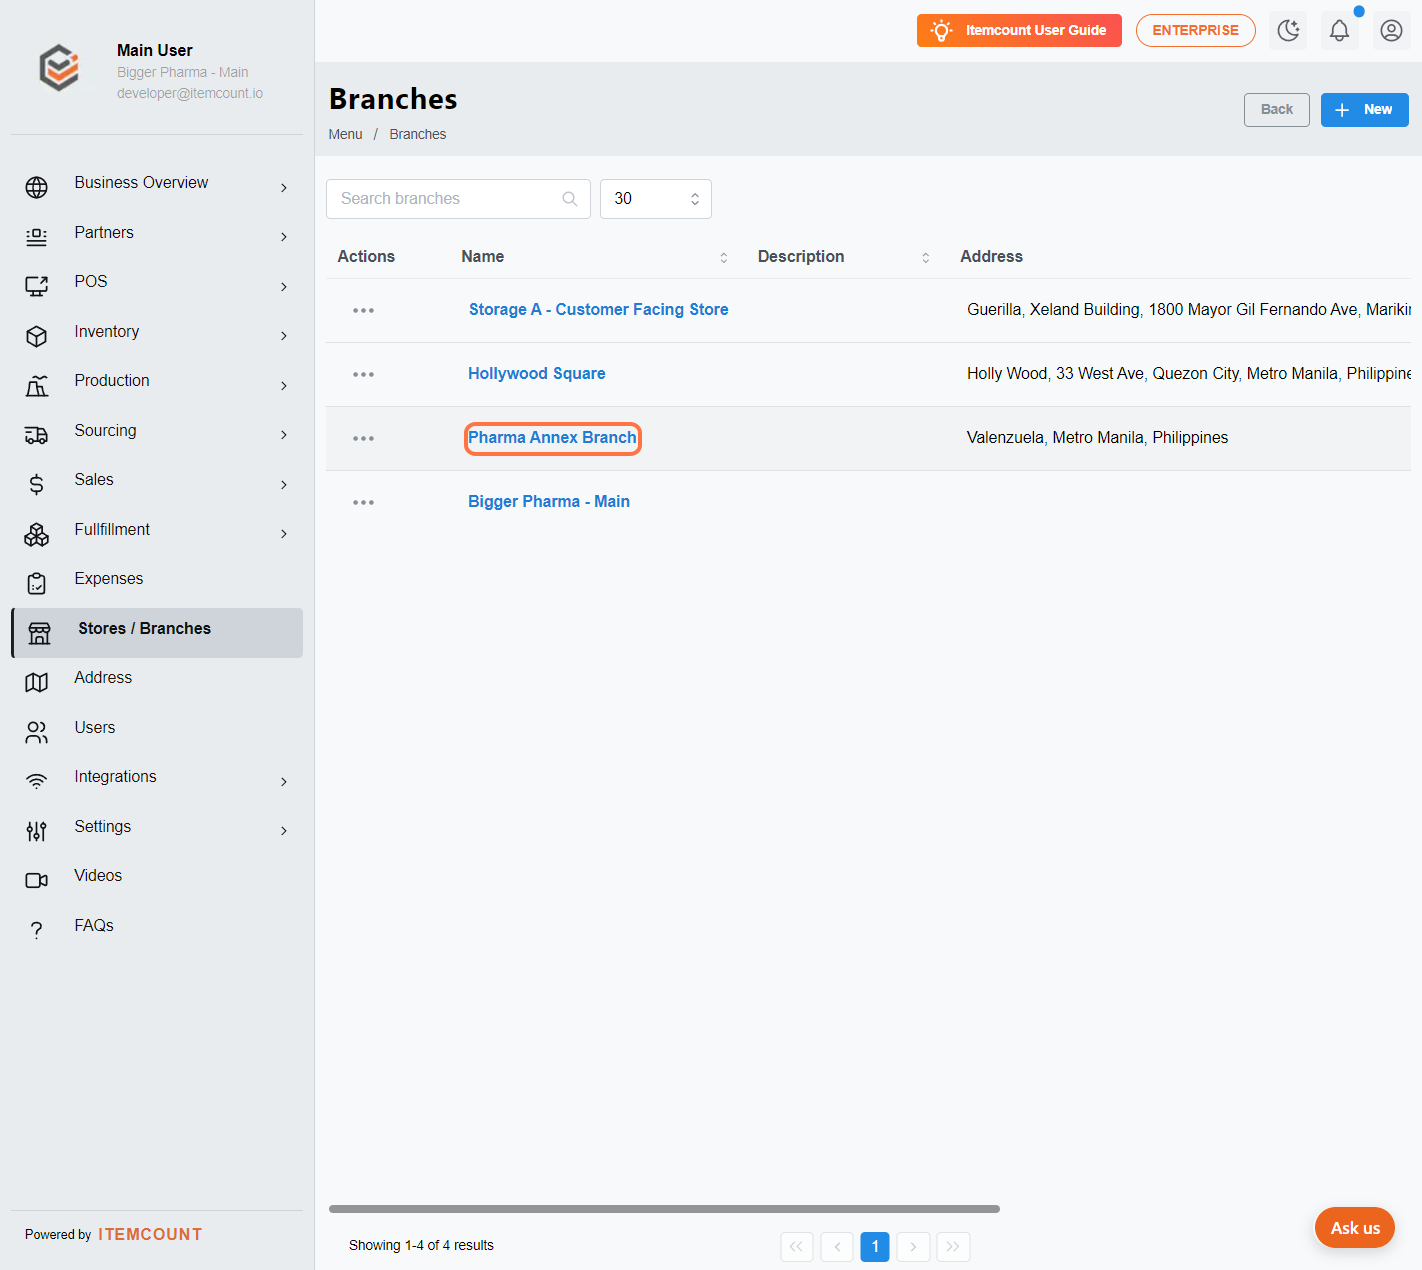 Main User
Bigger Pharma - Main
developer@itemcount.io
Business Overview
Partners
POS
Inventory
Production
Sourcing
Sales
Fullfillment
Expenses
Stores / Branches
Address
Users
Integrations
Settings
Videos
FAQs
Powered by ITEMCOUNT
Itemcount User Guide
ENTERPRISE
Branches
Menu / Branches
Back
+ New
Search branches
30
Actions Name Description Address
Storage A - Customer Facing Store Guerilla, Xeland Building, 1800 Mayor Gil Fernando Ave,
Hollywood Square Holly Wood, 33 West Ave, Quezon City, Metro Manila,
Pharma Annex Branch Valenzuela, Metro Manila, Philippines
Bigger Pharma - Main
Showing 1-4 of 4 results
1
Ask us